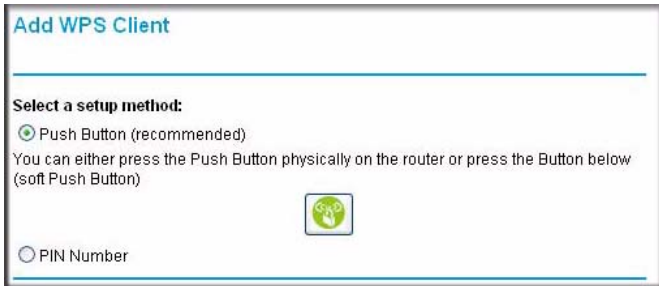 Add WPS Client
Select a setup method:
Push Button (recommended)
You can either press the Push Button physically on the router or press the Button below
(soft Push Button)
PIN Number